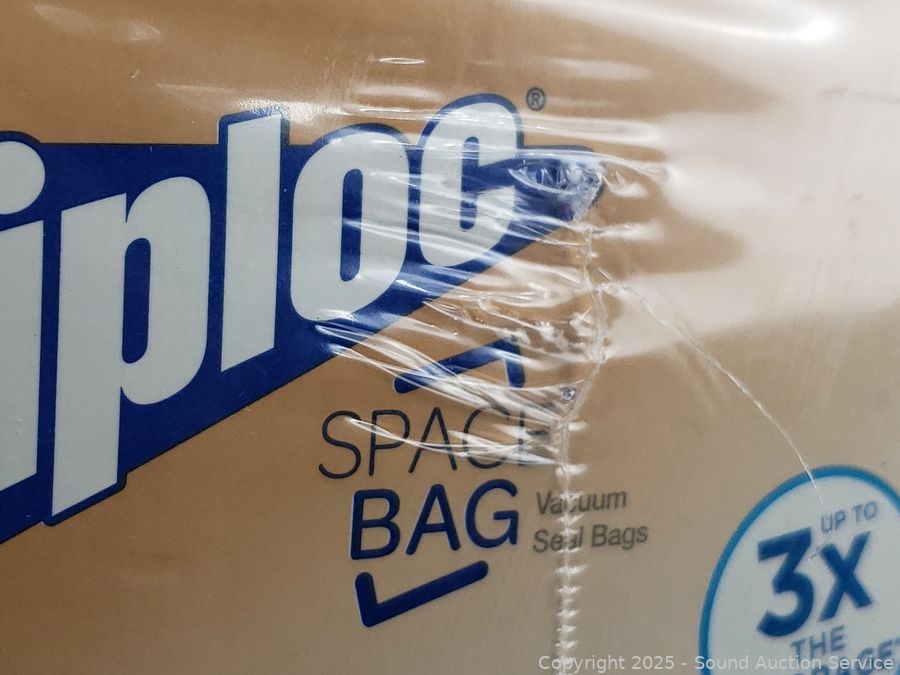 iploc®
SPACE
BAG
Vacuum
Seal Bags
UP TO
3X
THE
Copyright 2025 - Sound Auction Service